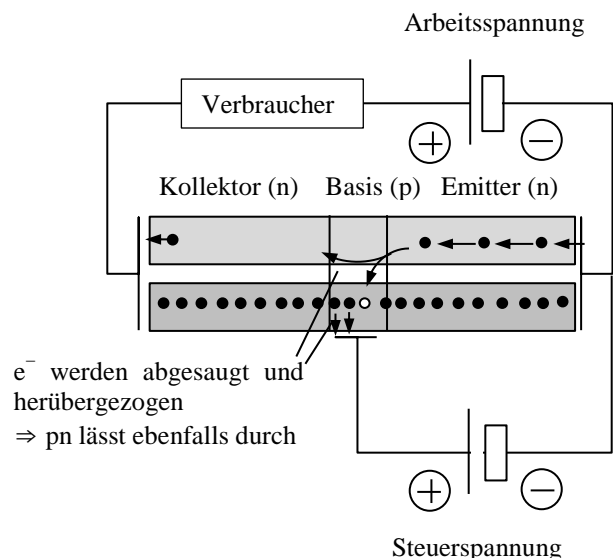 Arbeitsspannung
Verbraucher
+ −
Kollektor (n) Basis (p) Emitter (n)
e⁻ werden abgesaugt und
herübergezogen
⇒ pn lässt ebenfalls durch
+ −
Steuerspannung